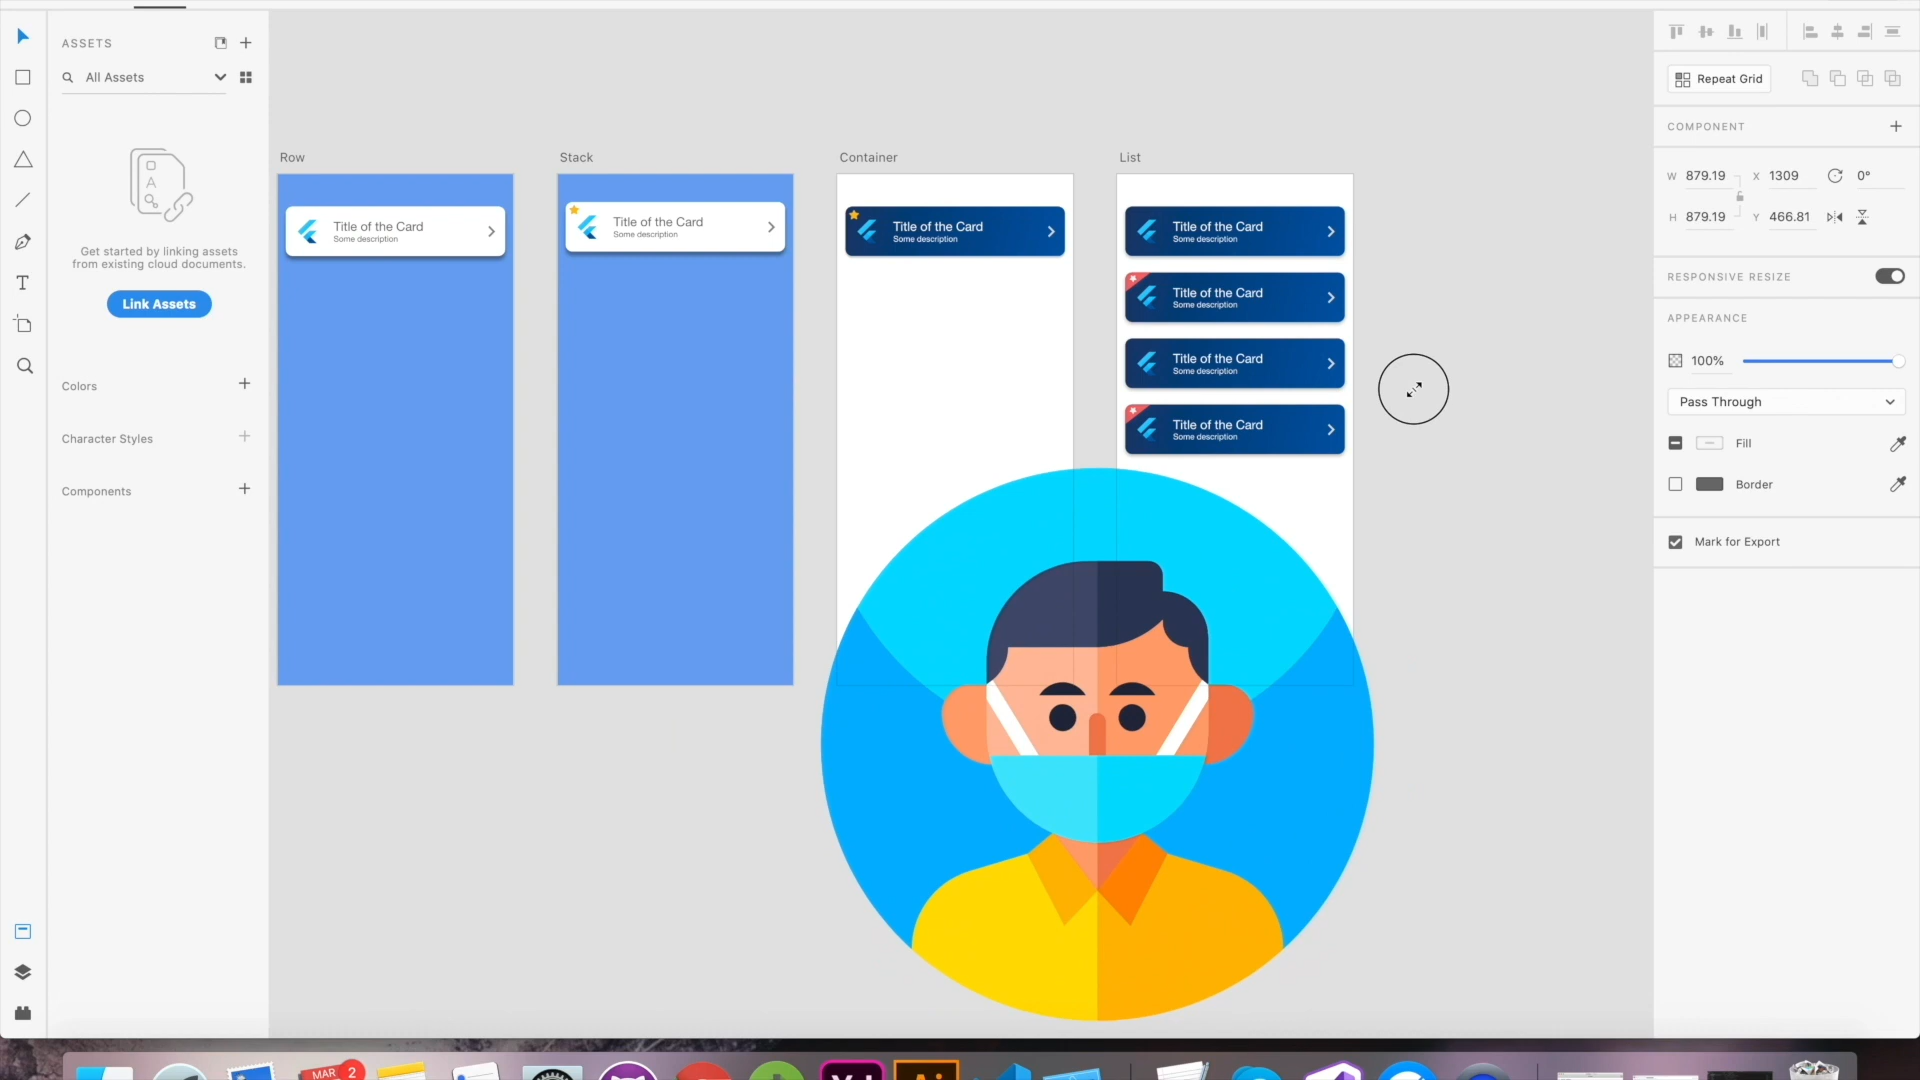 ASSETS
All Assets
A
Get started by linking assets
from existing cloud documents.
Link Assets
Colors
Character Styles
Components
Row
Title of the Card
Some description
Stack
Title of the Card
Some description
Container
Title of the Card
Some description
List
Title of the Card
Some description
Title of the Card
Some description
Title of the Card
Some description
Title of the Card
Some description
Repeat Grid
COMPONENT
W 879.19 X 1309 0°
H 879.19 Y 466.81
RESPONSIVE RESIZE
APPEARANCE
100%
Pass Through
Fill
Border
Mark for Export
MAR 2